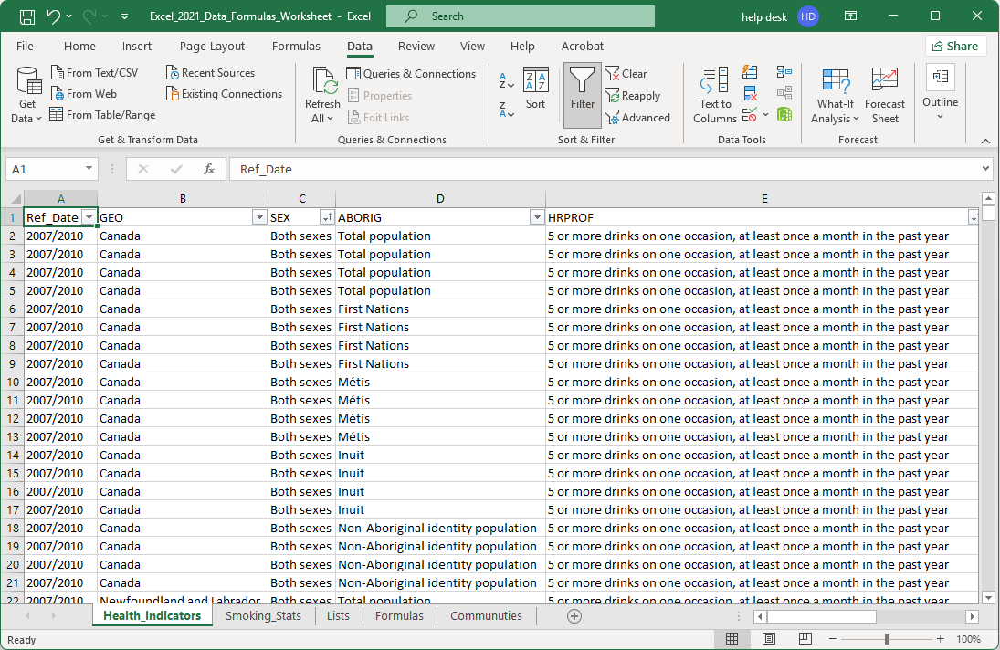 Excel_2021_Data_Formulas_Worksheet - Excel
Search
help desk HD
File Home Insert Page Layout Formulas Data Review View Help Acrobat Share
Get Data
From Text/CSV
From Web
From Table/Range
Recent Sources
Existing Connections
Get & Transform Data
Refresh All
Queries & Connections
Properties
Edit Links
Queries & Connections
Sort
Filter
Clear
Reapply
Advanced
Sort & Filter
Text to Columns
Data Tools
What-If Analysis
Forecast Sheet
Forecast
Outline
A1 fx Ref_Date
A B C D E
1 Ref_Date GEO SEX ABORIG HRPROF
2 2007/2010 Canada Both sexes Total population 5 or more drinks on one occasion, at least once a month in the past year
3 2007/2010 Canada Both sexes Total population 5 or more drinks on one occasion, at least once a month in the past year
4 2007/2010 Canada Both sexes Total population 5 or more drinks on one occasion, at least once a month in the past year
5 2007/2010 Canada Both sexes Total population 5 or more drinks on one occasion, at least once a month in the past year
6 2007/2010 Canada Both sexes First Nations 5 or more drinks on one occasion, at least once a month in the past year
7 2007/2010 Canada Both sexes First Nations 5 or more drinks on one occasion, at least once a month in the past year
8 2007/2010 Canada Both sexes First Nations 5 or more drinks on one occasion, at least once a month in the past year
9 2007/2010 Canada Both sexes First Nations 5 or more drinks on one occasion, at least once a month in the past year
10 2007/2010 Canada Both sexes Métis 5 or more drinks on one occasion, at least once a month in the past year
11 2007/2010 Canada Both sexes Métis 5 or more drinks on one occasion, at least once a month in the past year
12 2007/2010 Canada Both sexes Métis 5 or more drinks on one occasion, at least once a month in the past year
13 2007/2010 Canada Both sexes Métis 5 or more drinks on one occasion, at least once a month in the past year
14 2007/2010 Canada Both sexes Inuit 5 or more drinks on one occasion, at least once a month in the past year
15 2007/2010 Canada Both sexes Inuit 5 or more drinks on one occasion, at least once a month in the past year
16 2007/2010 Canada Both sexes Inuit 5 or more drinks on one occasion, at least once a month in the past year
17 2007/2010 Canada Both sexes Inuit 5 or more drinks on one occasion, at least once a month in the past year
18 2007/2010 Canada Both sexes Non-Aboriginal identity population 5 or more drinks on one occasion, at least once a month in the past year
19 2007/2010 Canada Both sexes Non-Aboriginal identity population 5 or more drinks on one occasion, at least once a month in the past year
20 2007/2010 Canada Both sexes Non-Aboriginal identity population 5 or more drinks on one occasion, at least once a month in the past year
21 2007/2010 Canada Both sexes Non-Aboriginal identity population 5 or more drinks on one occasion, at least once a month in the past year
22 2007/2010 Newfoundland and Labrador Both sexes Total population 5 or more drinks on one occasion, at least once a month in the past year
Health_Indicators Smoking_Stats Lists Formulas Communuties
Ready 100%